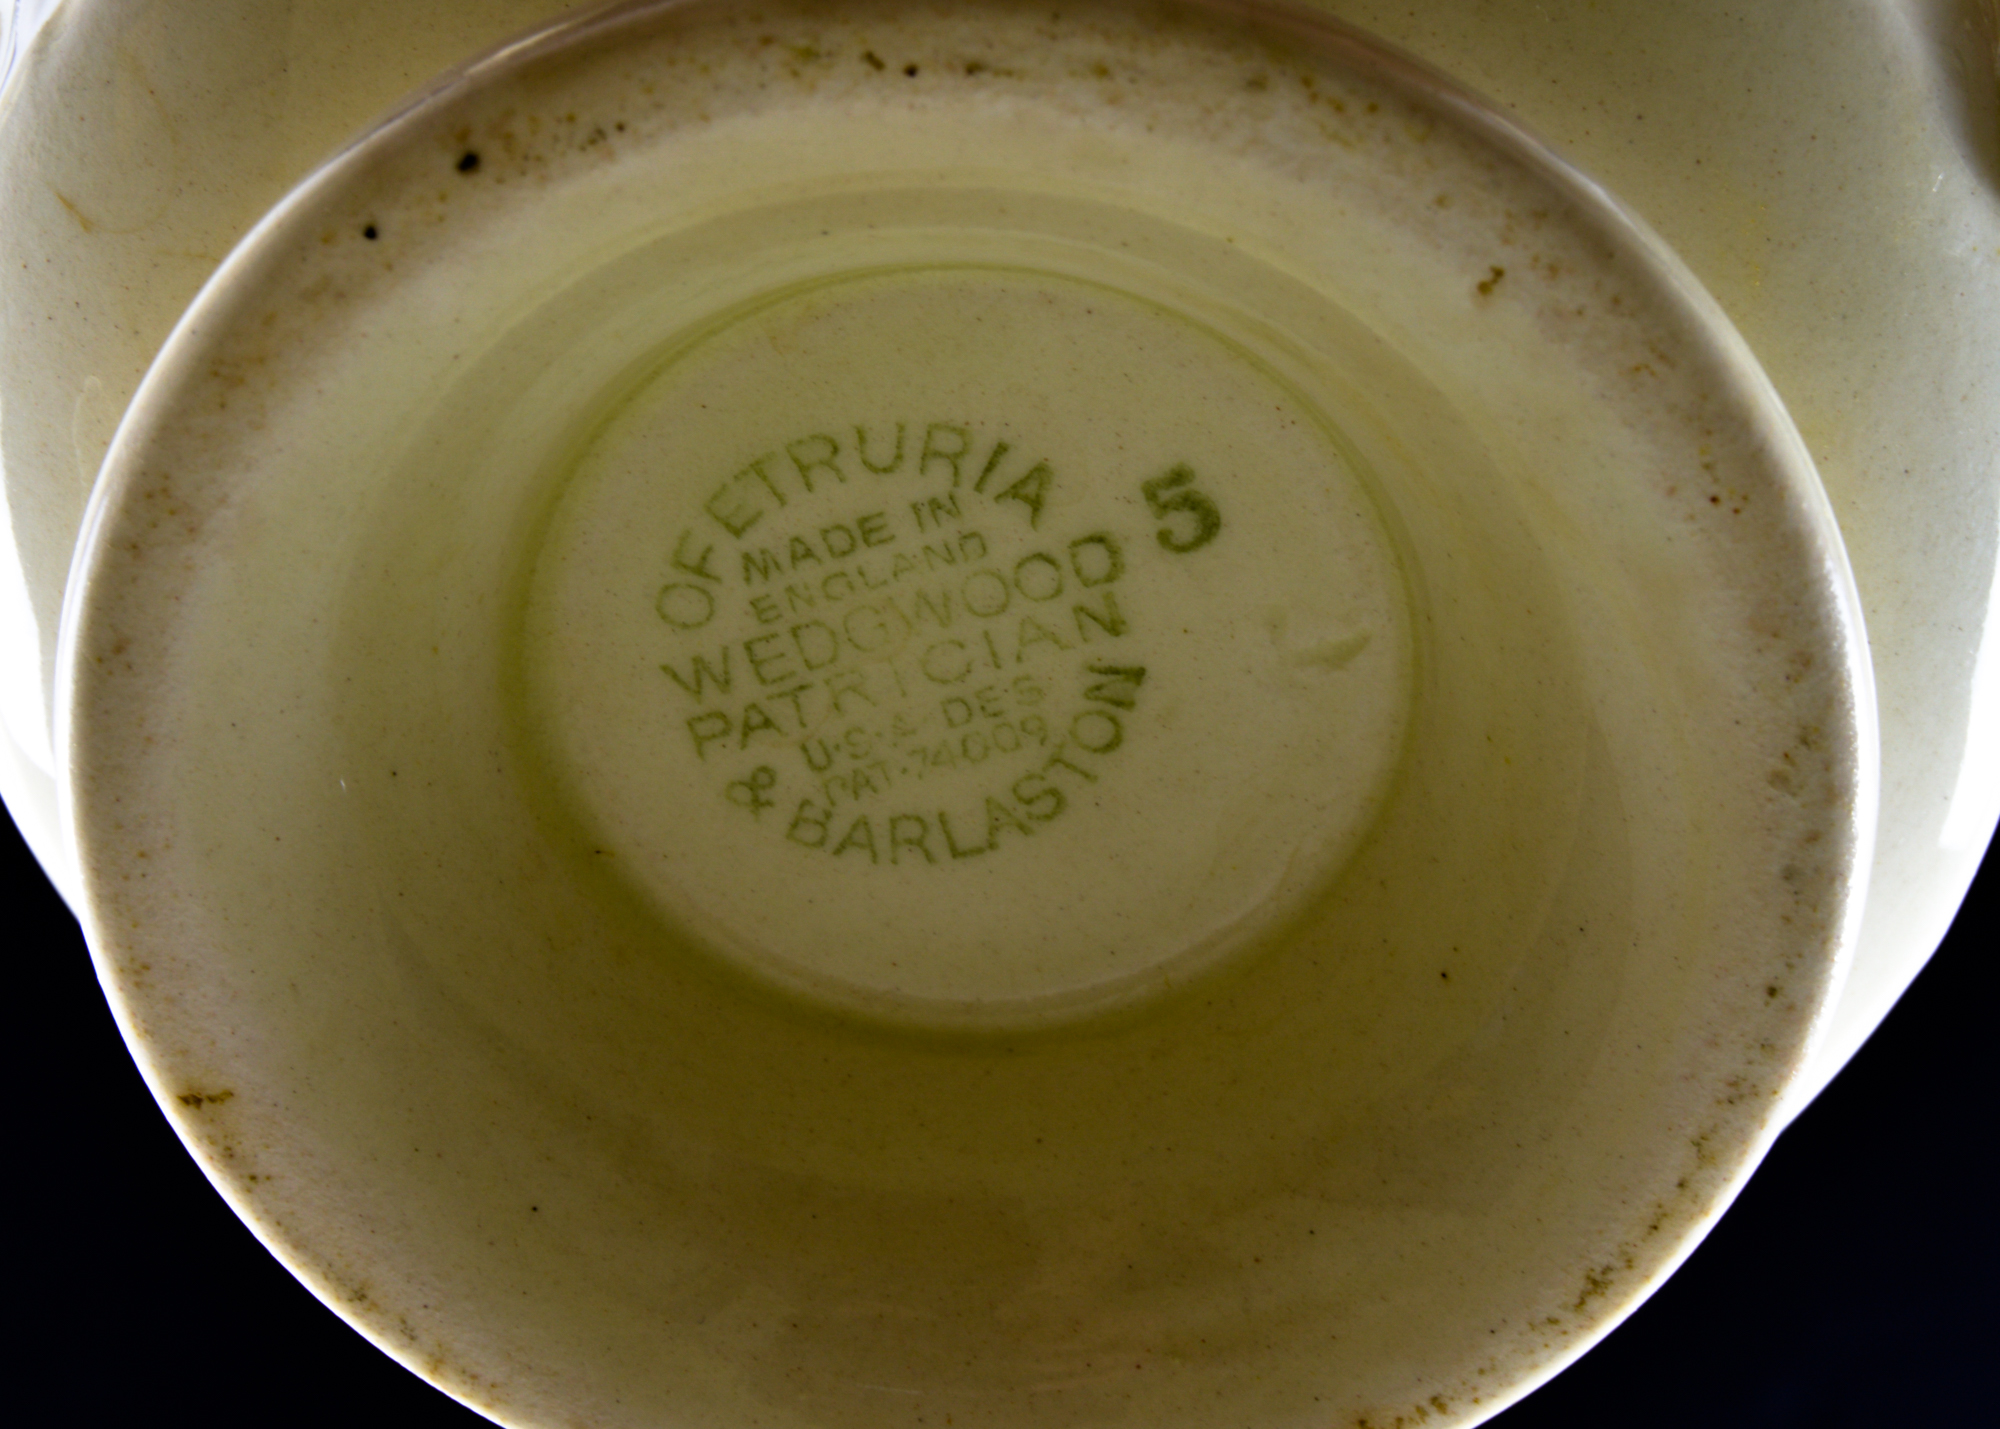 OF ETRURIA
MADE IN
ENGLAND
WEDGWOOD 5
PATRICIAN
U·S·A DES
PAT·74009
& BARLASTON